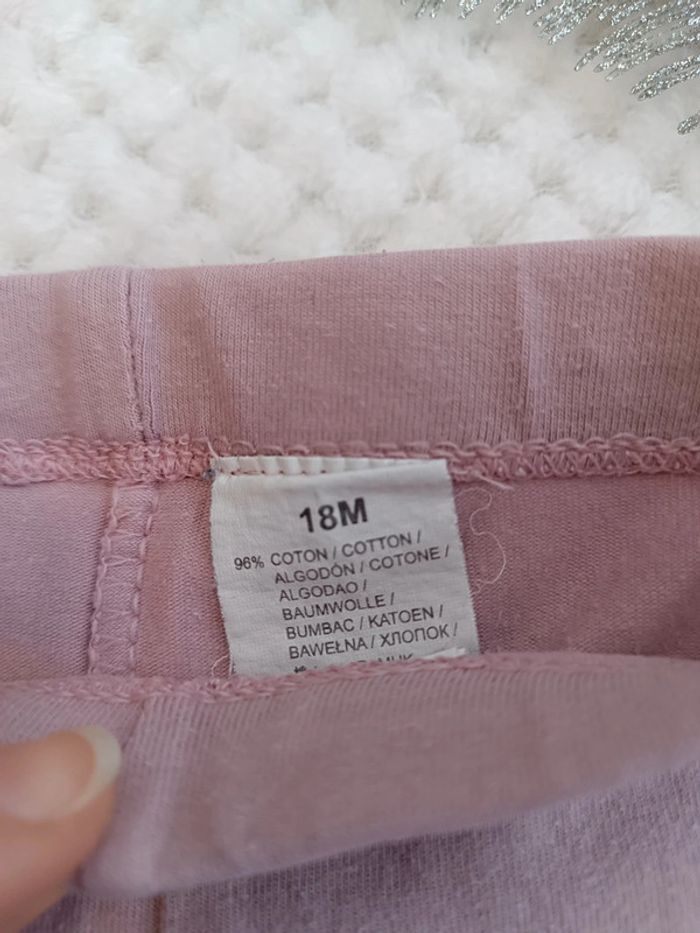 18M
96% COTON / COTTON /
ALGODÓN / COTONE /
ALGODAO /
BAUMWOLLE /
BUMBAC / KATOEN /
BAWEŁNA / ХЛОПОК /